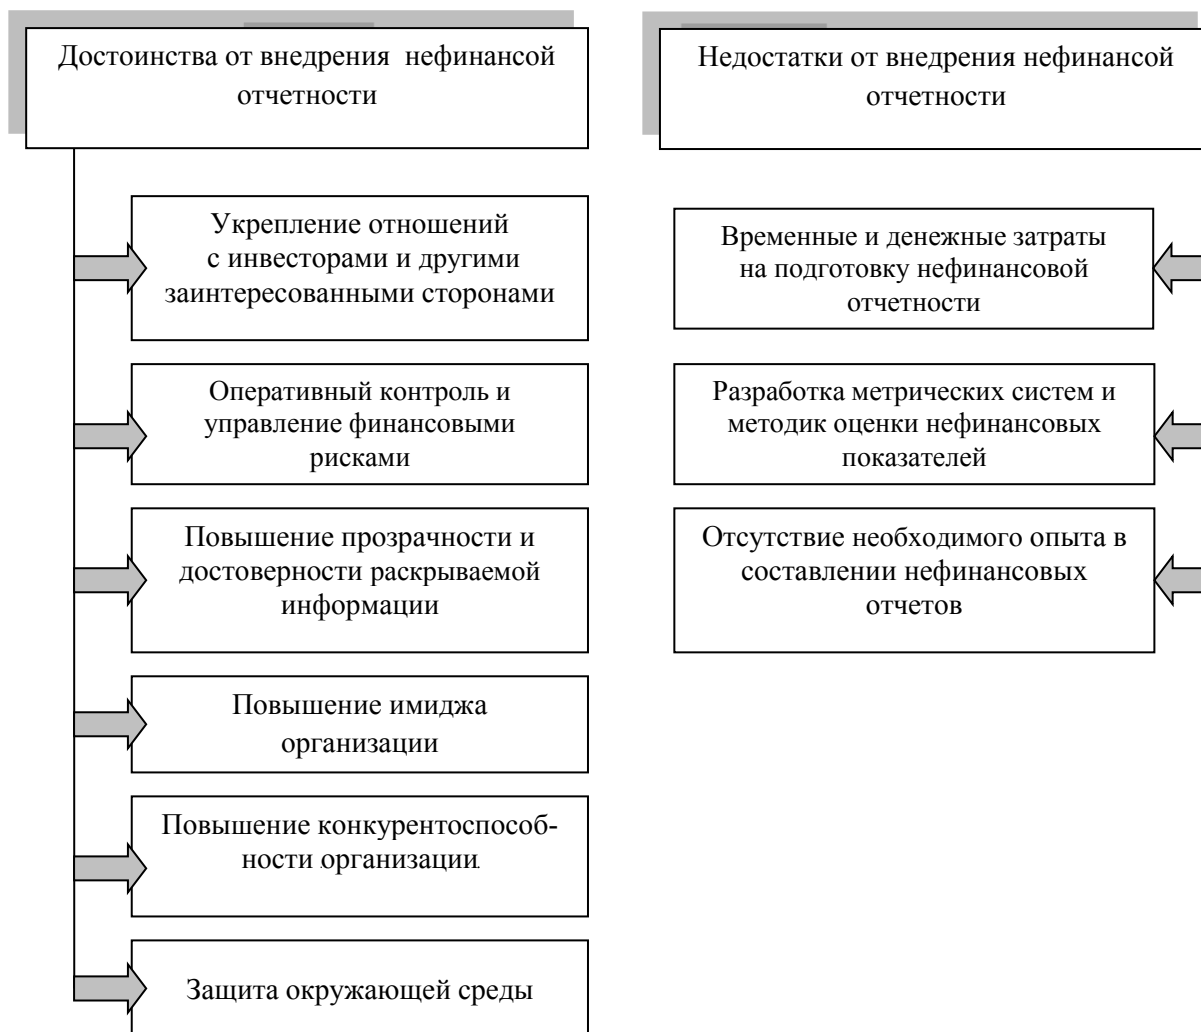 Достоинства от внедрения нефинансой
отчетности
Укрепление отношений
с инвесторами и другими
заинтересованными сторонами
Оперативный контроль и
управление финансовыми
рисками
Повышение прозрачности и
достоверности раскрываемой
информации
Повышение имиджа
организации
Повышение конкурентоспособ-
ности организации
Защита окружающей среды
Недостатки от внедрения нефинансой
отчетности
Временные и денежные затраты
на подготовку нефинансовой
отчетности
Разработка метрических систем и
методик оценки нефинансовых
показателей
Отсутствие необходимого опыта в
составлении нефинансовых
отчетов